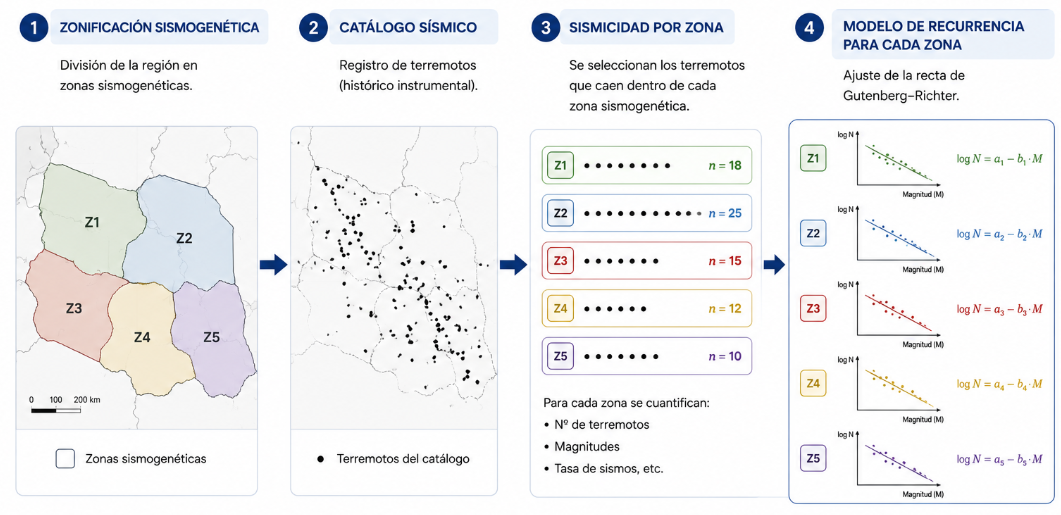 1 ZONIFICACIÓN SISMOGENÉTICA
División de la región en
zonas sismogenéticas.
Z1
Z2
Z3
Z4
Z5
0 100 200 km
Zonas sismogenéticas
2 CATÁLOGO SÍSMICO
Registro de terremotos
(histórico instrumental).
Terremotos del catálogo
3 SISMICIDAD POR ZONA
Se seleccionan los terremotos
que caen dentro de cada
zona sismogenética.
Z1 n = 18
Z2 n = 25
Z3 n = 15
Z4 n = 12
Z5 n = 10
Para cada zona se cuantifican:
• Nº de terremotos
• Magnitudes
• Tasa de sismos, etc.
4 MODELO DE RECURRENCIA
PARA CADA ZONA
Ajuste de la recta de
Gutenberg–Richter.
log N
Z1 log N = a₁ − b₁ · M
Magnitud (M)
log N
Z2 log N = a₂ − b₂ · M
Magnitud (M)
log N
Z3 log N = a₃ − b₃ · M
Magnitud (M)
log N
Z4 log N = a₄ − b₄ · M
Magnitud (M)
log N
Z5 log N = a₅ − b₅ · M
Magnitud (M)